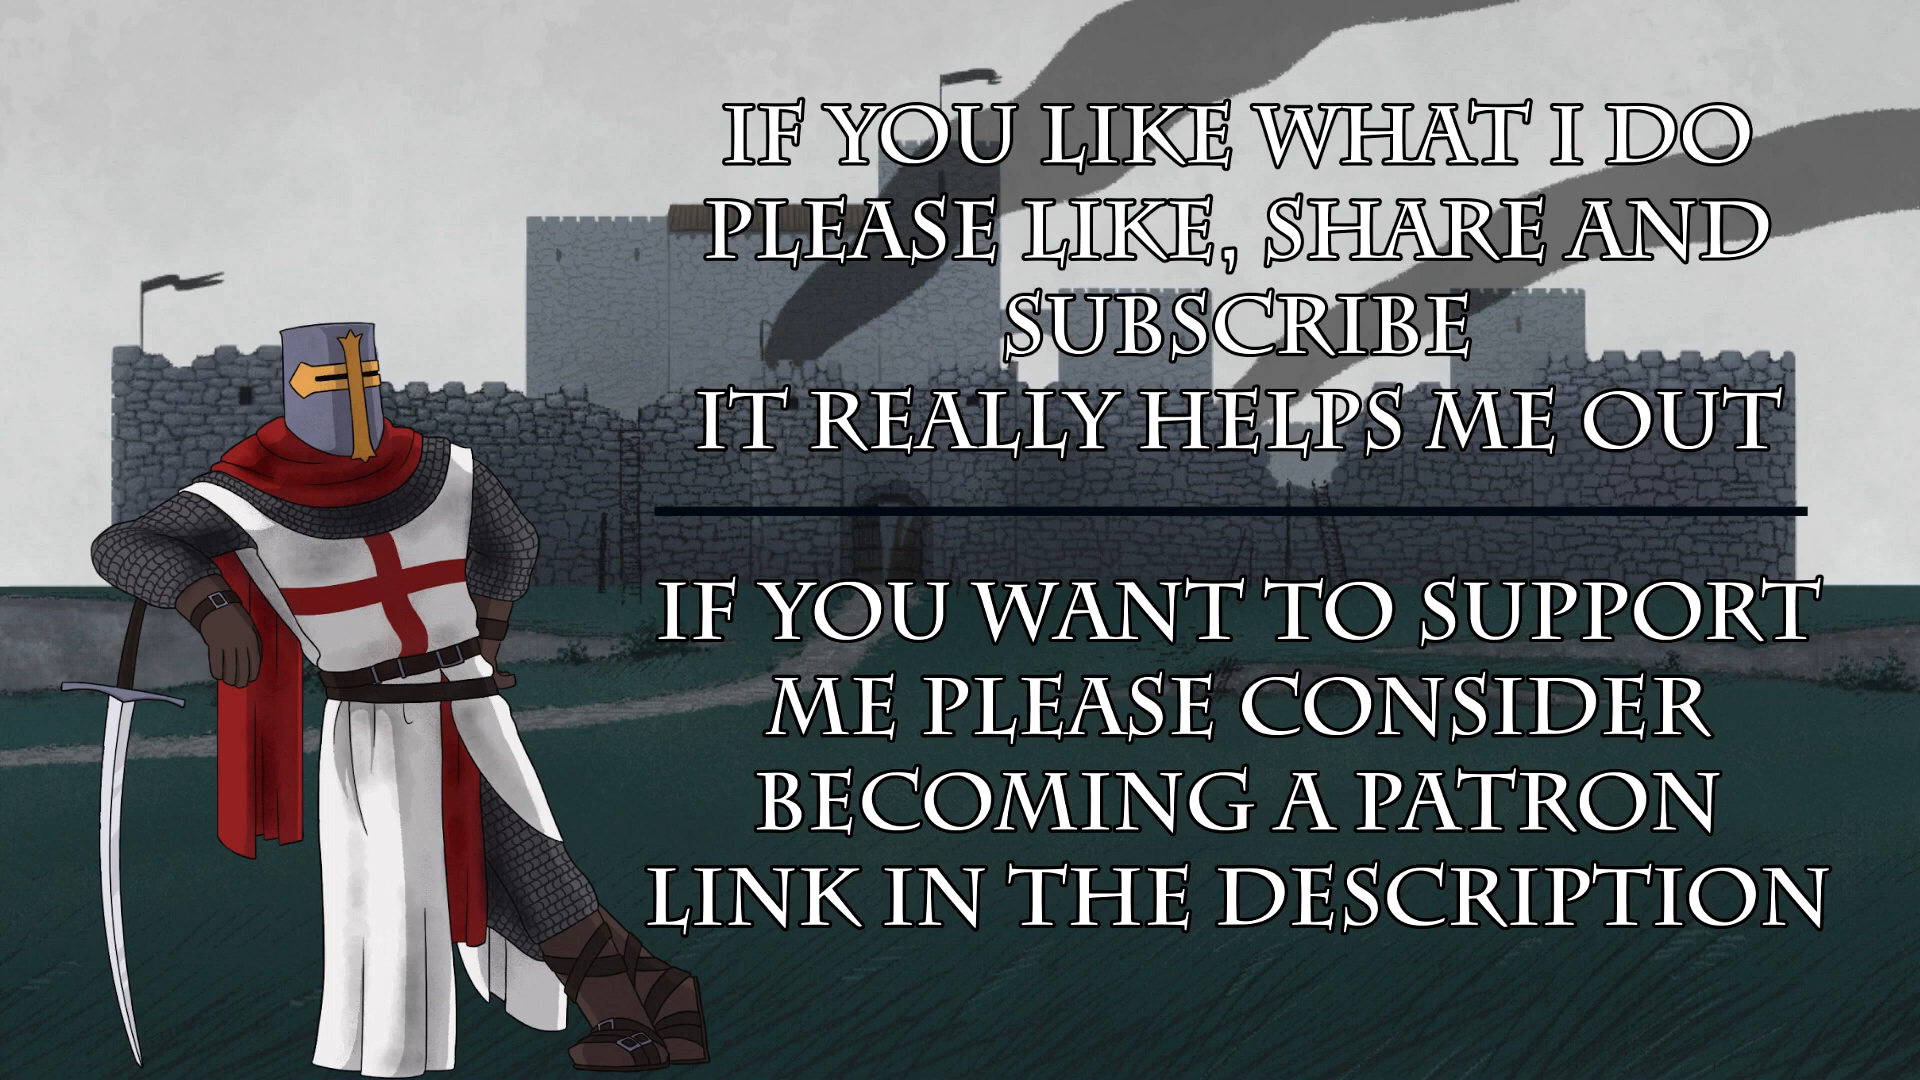 IF YOU LIKE WHAT I DO
PLEASE LIKE, SHARE AND
SUBSCRIBE
IT REALLY HELPS ME OUT
IF YOU WANT TO SUPPORT
ME PLEASE CONSIDER
BECOMING A PATRON
LINK IN THE DESCRIPTION